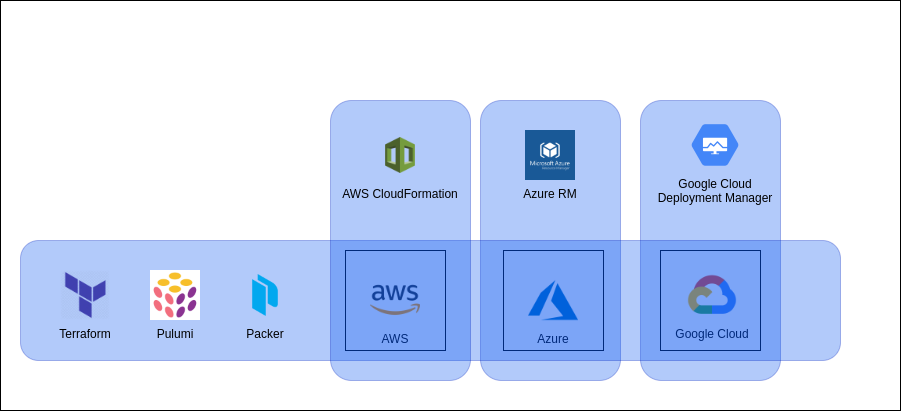 Microsoft Azure
AWS CloudFormation
Azure RM
Google Cloud
Deployment Manager
aws
Terraform
Pulumi
Packer
AWS
Azure
Google Cloud